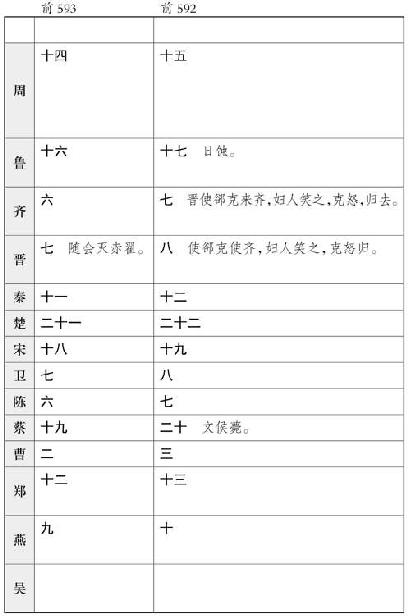 前593 前592
周 十四 十五
鲁 十六 十七 日蚀。
齐 六 七 晋使郤克来齐，妇人笑之，克怒，归去。
晋 七 随会灭赤翟。 八 使郤克使齐，妇人笑之，克怒归。
秦 十一 十二
楚 二十一 二十二
宋 十八 十九
卫 七 八
陈 六 七
蔡 十九 二十 文侯薨。
曹 二 三
郑 十二 十三
燕 九 十
吴